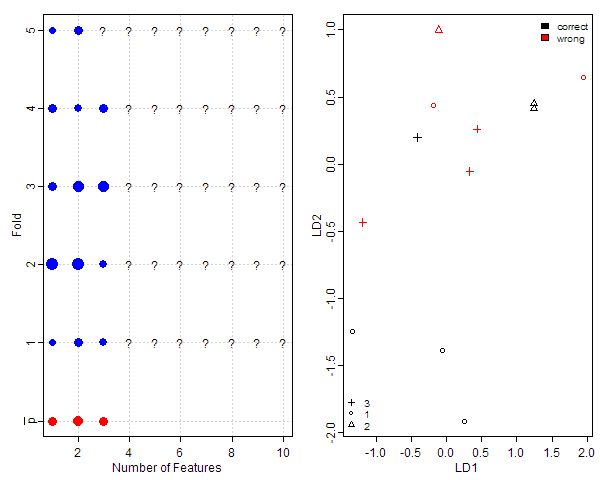 5 ? ? ? ? ? ? ?
4 ? ? ? ? ? ? ?
3 ? ? ? ? ? ? ?
2 ? ? ? ? ? ? ?
1 ? ? ? ? ? ? ?
p̅
Fold
2 4 6 8 10
Number of Features
correct
wrong
1.0
0.5
0.0
-0.5
-1.0
-1.5
-2.0
LD2
3
1
2
-1.0 -0.5 0.0 0.5 1.0 1.5 2.0
LD1